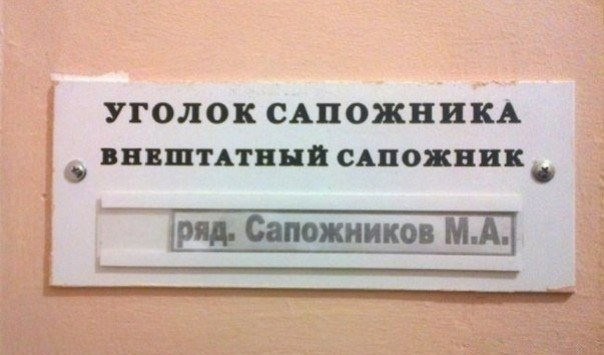 УГОЛОК САПОЖНИКА
ВНЕШТАТНЫЙ САПОЖНИК
ряд. Сапожников М.А.